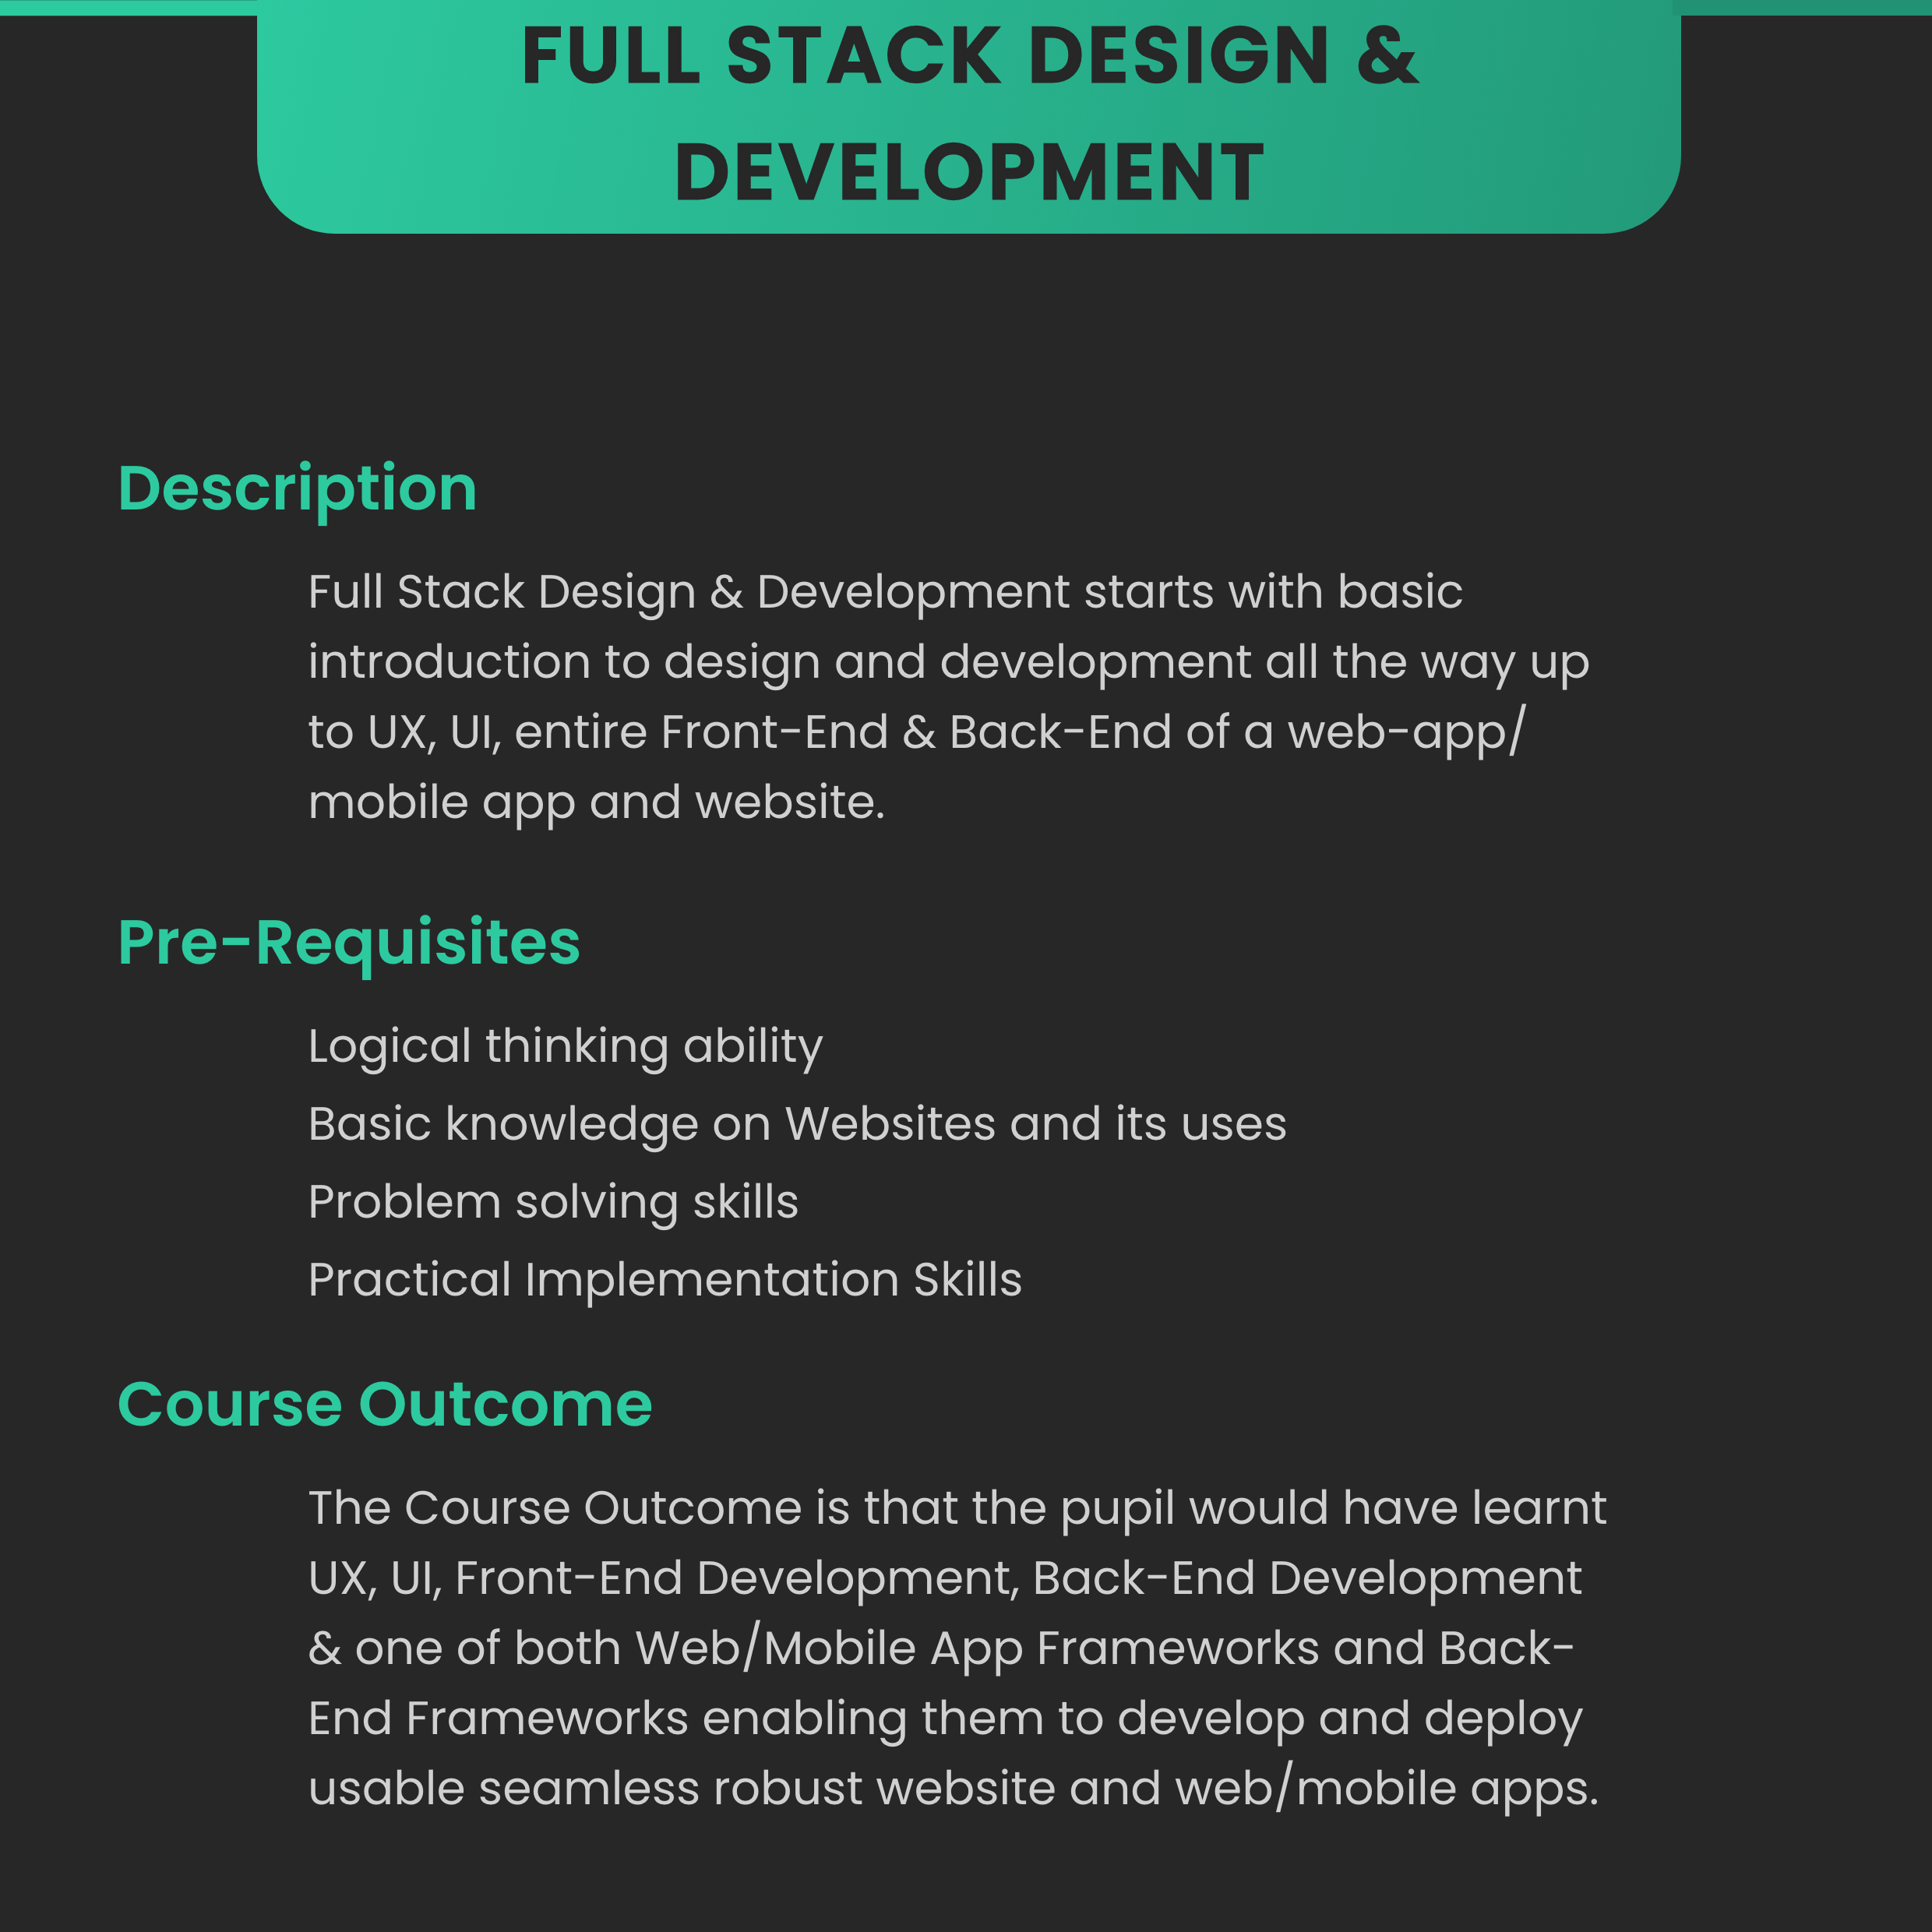 FULL STACK DESIGN &
DEVELOPMENT
Description
Full Stack Design & Development starts with basic
introduction to design and development all the way up
to UX, UI, entire Front-End & Back-End of a web-app/
mobile app and website.
Pre-Requisites
Logical thinking ability
Basic knowledge on Websites and its uses
Problem solving skills
Practical Implementation Skills
Course Outcome
The Course Outcome is that the pupil would have learnt
UX, UI, Front-End Development, Back-End Development
& one of both Web/Mobile App Frameworks and Back-
End Frameworks enabling them to develop and deploy
usable seamless robust website and web/mobile apps.